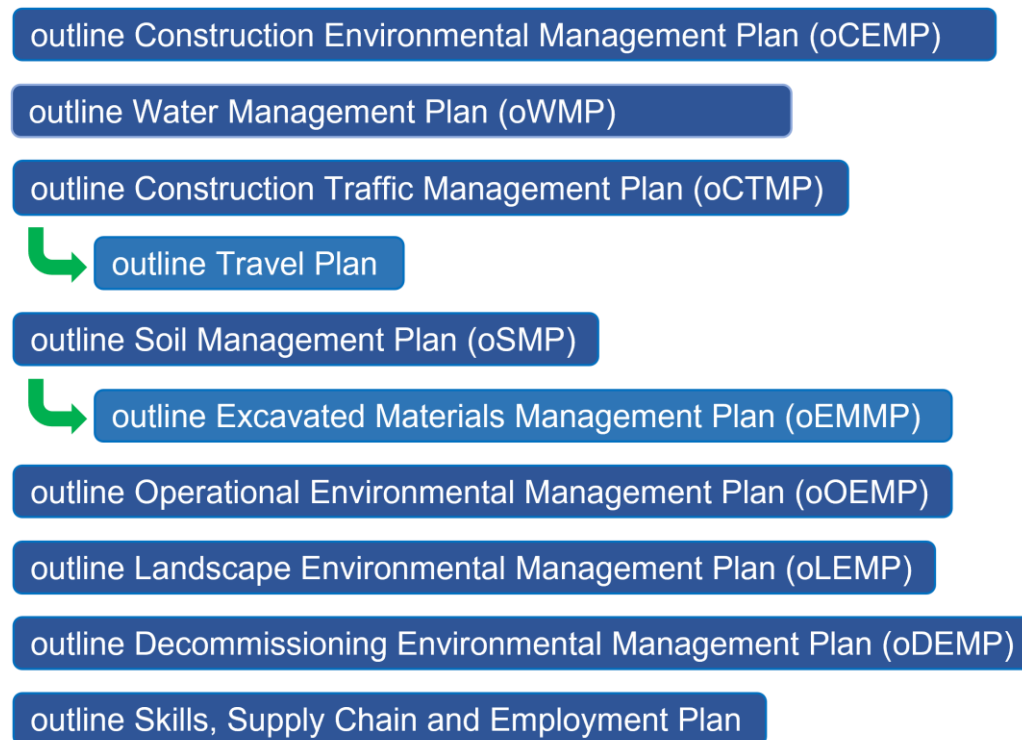 outline Construction Environmental Management Plan (oCEMP)
outline Water Management Plan (oWMP)
outline Construction Traffic Management Plan (oCTMP)
outline Travel Plan
outline Soil Management Plan (oSMP)
outline Excavated Materials Management Plan (oEMMP)
outline Operational Environmental Management Plan (oOEMP)
outline Landscape Environmental Management Plan (oLEMP)
outline Decommissioning Environmental Management Plan (oDEMP)
outline Skills, Supply Chain and Employment Plan